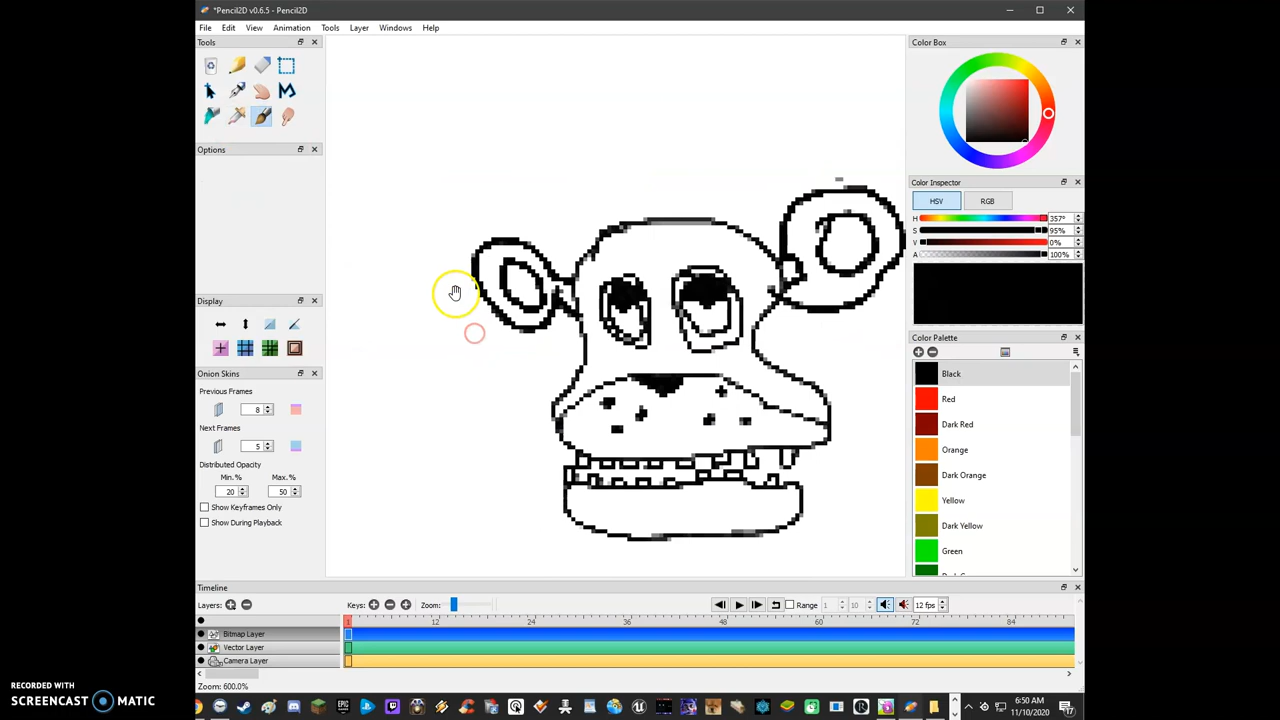 *Pencil2D v0.6.5 - Pencil2D
File Edit View Animation Tools Layer Windows Help
Tools
Options
Display
Onion Skins
Previous Frames
8
Next Frames
5
Distributed Opacity
Min. % Max. %
20 50
Show Keyframes Only
Show During Playback
Color Box
Color Inspector
HSV RGB
H 357°
S 95%
V 0%
A 100%
Color Palette
Black
Red
Dark Red
Orange
Dark Orange
Yellow
Dark Yellow
Green
Timeline
Layers: Keys: Zoom: Range 1 10 12 fps
1 12 24 36 48 60 72 84
Bitmap Layer
Vector Layer
Camera Layer
Zoom: 600.0%
RECORDED WITH
SCREENCAST MATIC
6:50 AM
11/10/2020
17